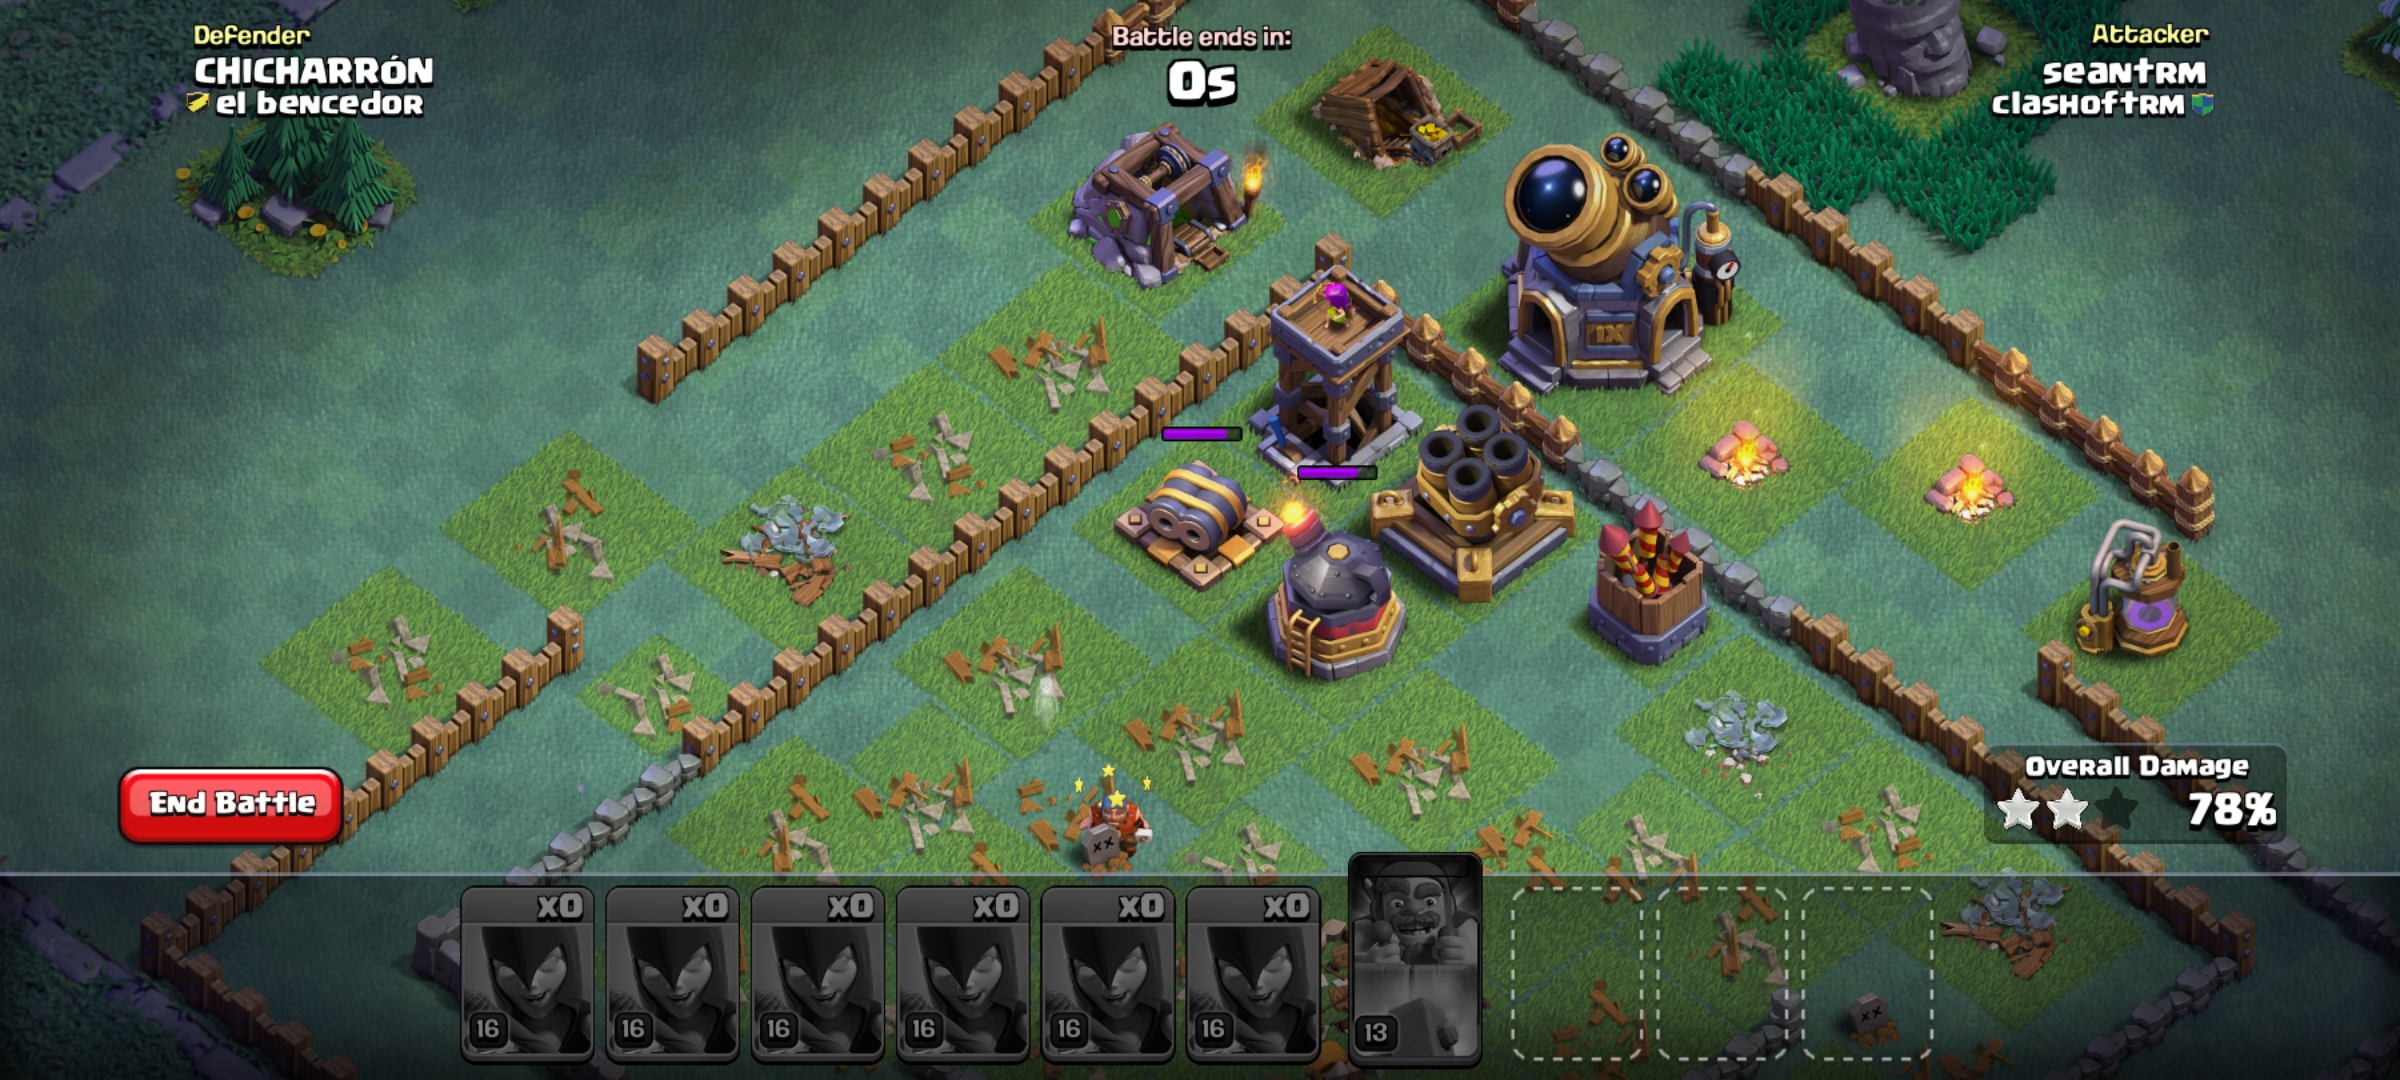 Defender
CHICHARRÓN
el bencedor
Battle ends in:
0s
Attacker
seantRM
clashoftRM
IX
End Battle
Overall Damage
78%
x0
x0
x0
x0
x0
x0
16
16
16
16
16
16
13